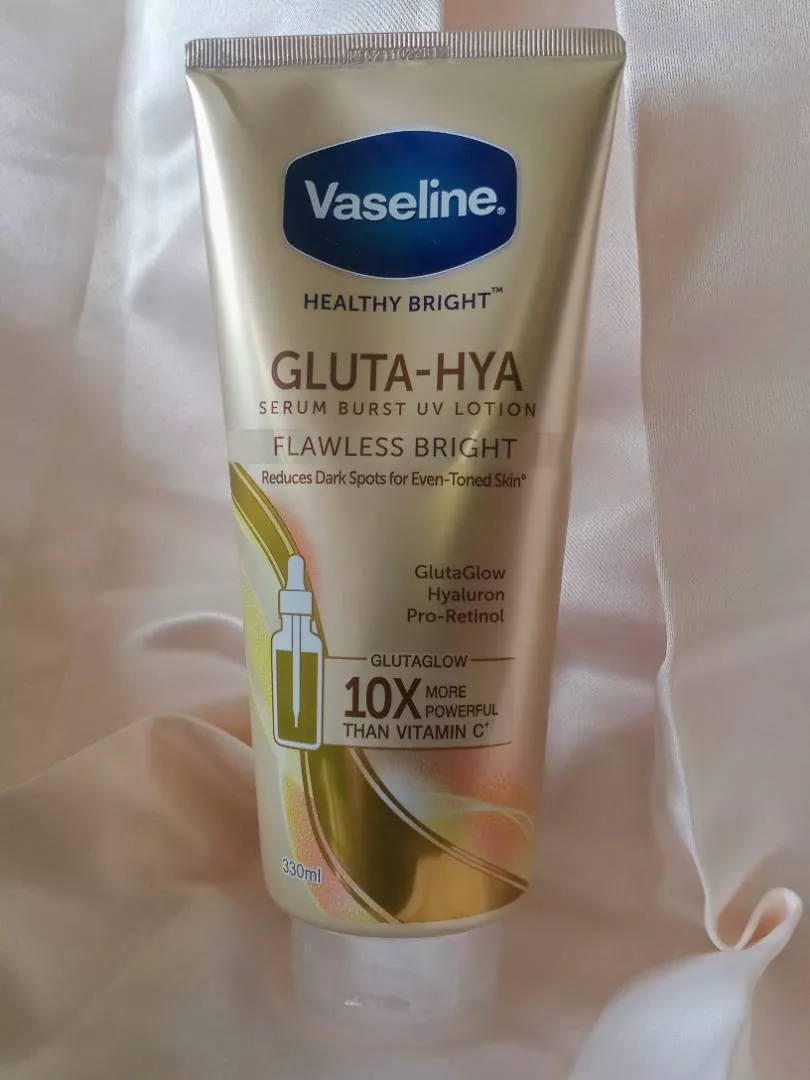 Vaseline®
HEALTHY BRIGHT™
GLUTA-HYA
SERUM BURST UV LOTION
FLAWLESS BRIGHT
Reduces Dark Spots for Even-Toned Skin°
GlutaGlow
Hyaluron
Pro-Retinol
GLUTAGLOW
10X MORE
POWERFUL
THAN VITAMIN C†
330ml